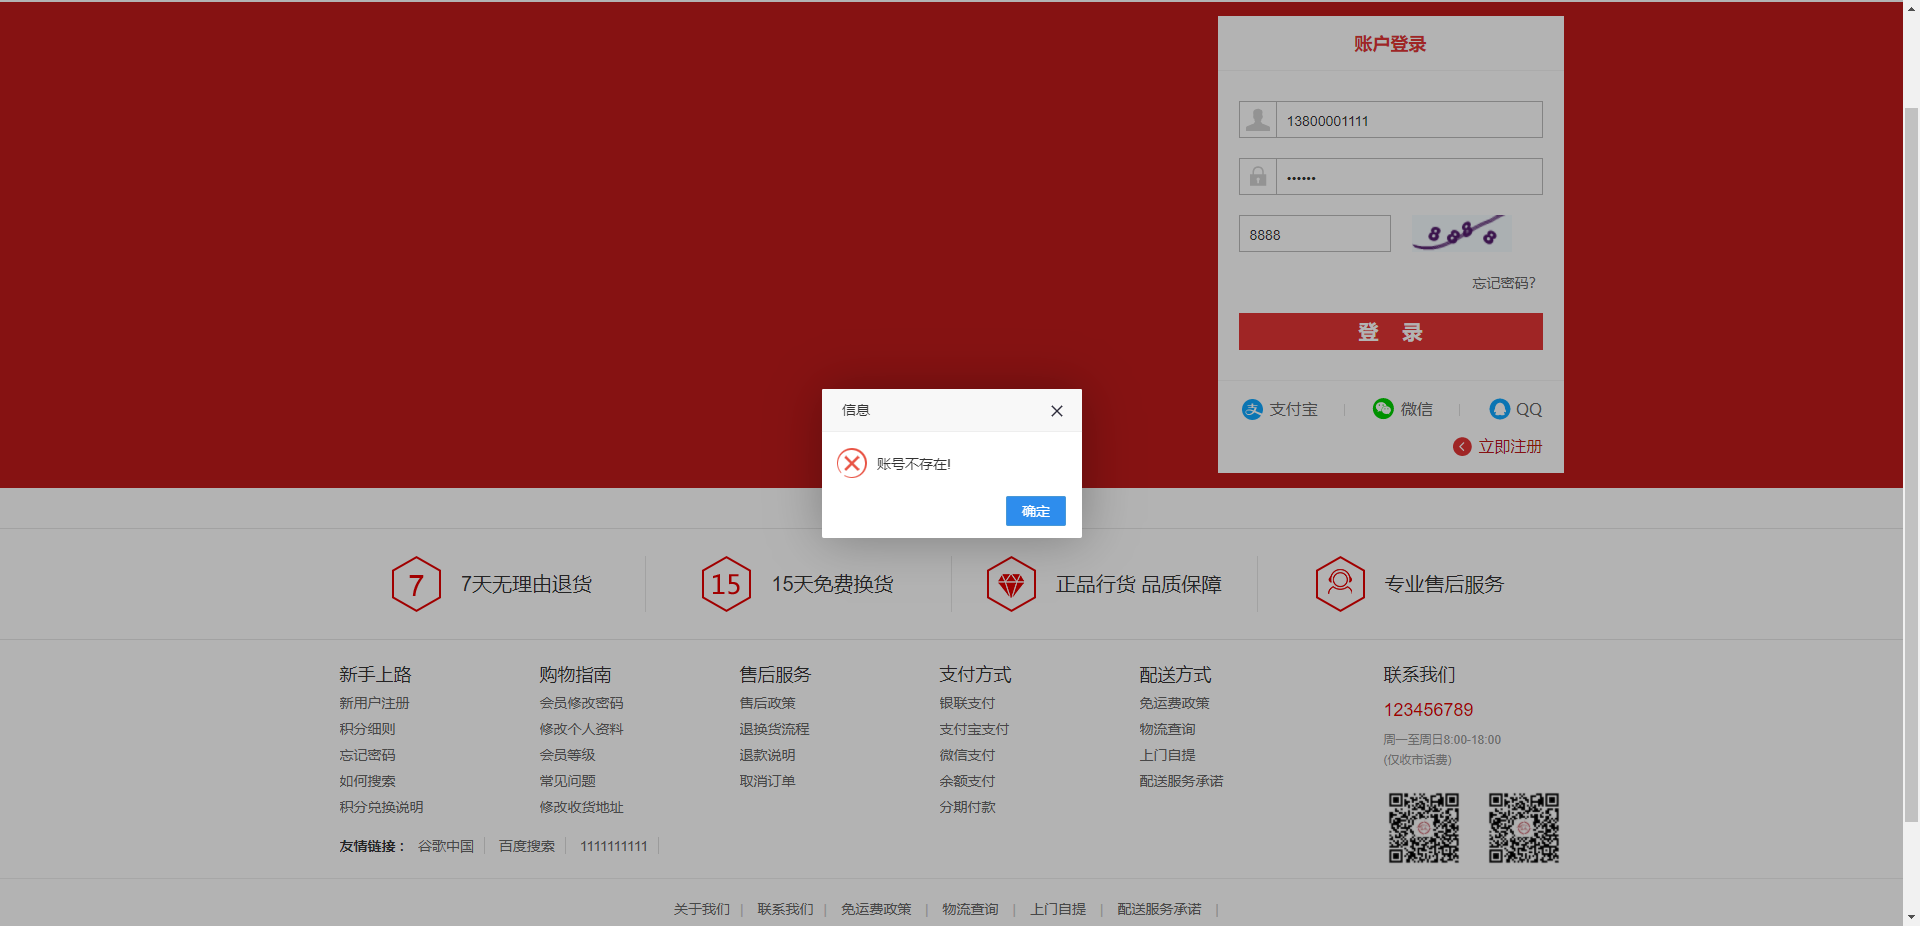 账户登录
13800001111
••••••
8888
8888
忘记密码?
登 录
支付宝
微信
QQ
立即注册
信息
账号不存在!
确定
7
7天无理由退货
15
15天免费换货
正品行货 品质保障
专业售后服务
新手上路
新用户注册
积分细则
忘记密码
如何搜索
积分兑换说明
购物指南
会员修改密码
修改个人资料
会员等级
常见问题
修改收货地址
售后服务
售后政策
退换货流程
退款说明
取消订单
支付方式
银联支付
支付宝支付
微信支付
余额支付
分期付款
配送方式
免运费政策
物流查询
上门自提
配送服务承诺
联系我们
123456789
周一至周日8:00-18:00
(仅收市话费)
友情链接： 谷歌中国 百度搜索 1111111111
关于我们 | 联系我们 | 免运费政策 | 物流查询 | 上门自提 | 配送服务承诺 |